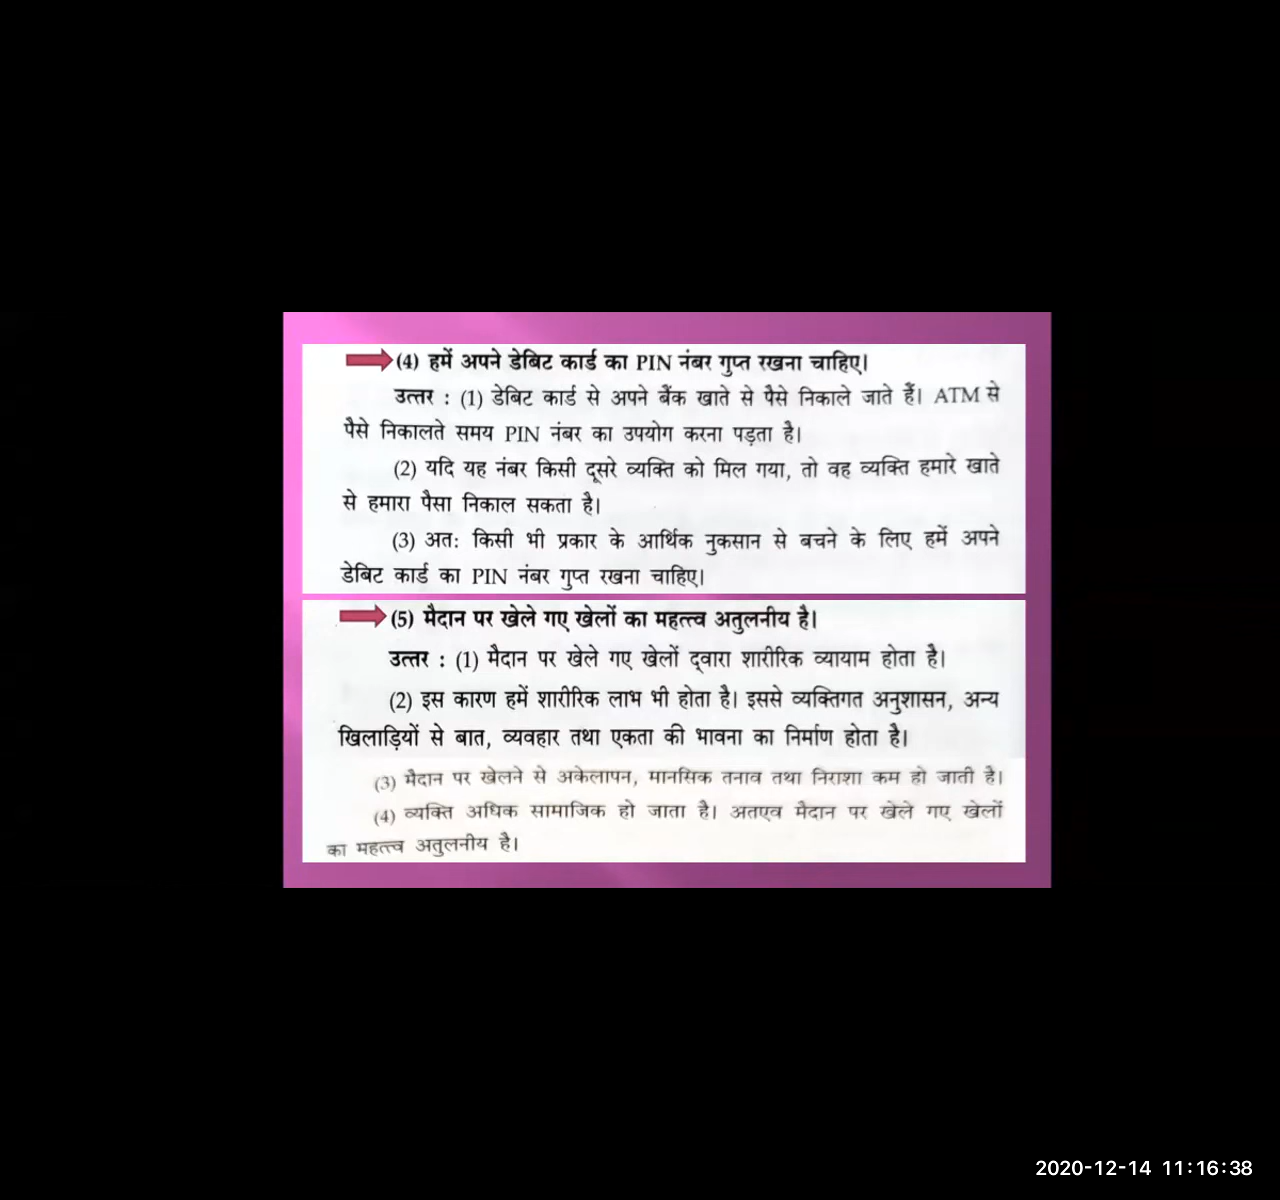 (4) हमें अपने डेबिट कार्ड का PIN नंबर गुप्त रखना चाहिए।
उत्तर : (1) डेबिट कार्ड से अपने बैंक खाते से पैसे निकाले जाते हैं। ATM से
पैसे निकालते समय PIN नंबर का उपयोग करना पड़ता है।
(2) यदि यह नंबर किसी दूसरे व्यक्ति को मिल गया, तो वह व्यक्ति हमारे खाते
से हमारा पैसा निकाल सकता है।
(3) अतः किसी भी प्रकार के आर्थिक नुकसान से बचने के लिए हमें अपने
डेबिट कार्ड का PIN नंबर गुप्त रखना चाहिए।
(5) मैदान पर खेले गए खेलों का महत्त्व अतुलनीय है।
उत्तर : (1) मैदान पर खेले गए खेलों द्वारा शारीरिक व्यायाम होता है।
(2) इस कारण हमें शारीरिक लाभ भी होता है। इससे व्यक्तिगत अनुशासन, अन्य
खिलाड़ियों से बात, व्यवहार तथा एकता की भावना का निर्माण होता है।
(3) मैदान पर खेलने से अकेलापन, मानसिक तनाव तथा निराशा कम हो जाती है।
(4) व्यक्ति अधिक सामाजिक हो जाता है। अतएव मैदान पर खेले गए खेलों
का महत्त्व अतुलनीय है।
2020-12-14 11:16:38